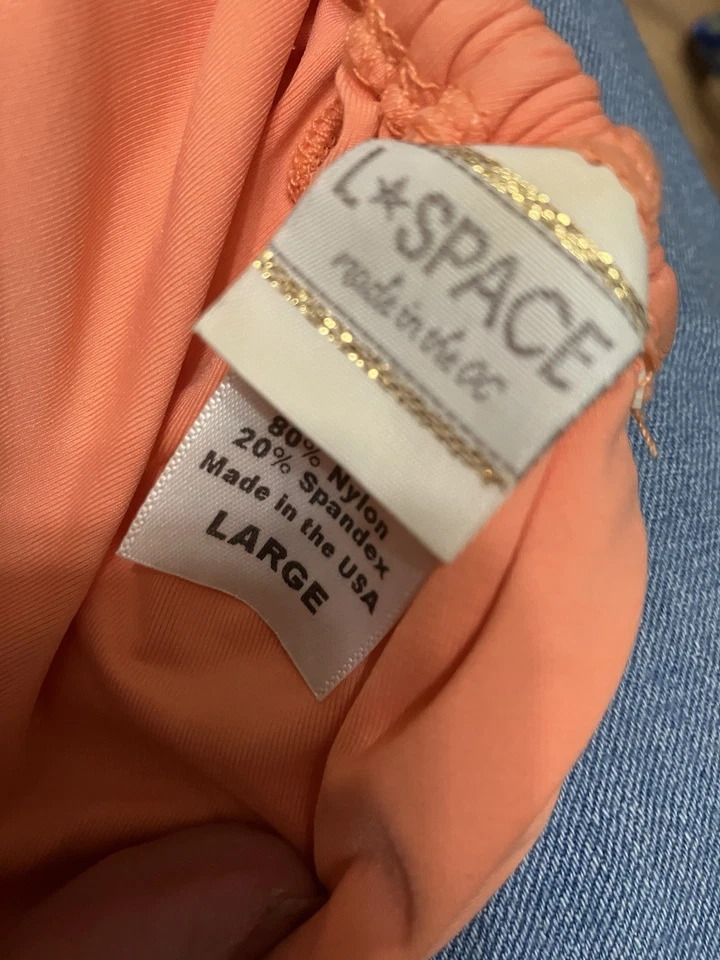 L★SPACE
made in the OC
80% Nylon
20% Spandex
Made in the USA
LARGE